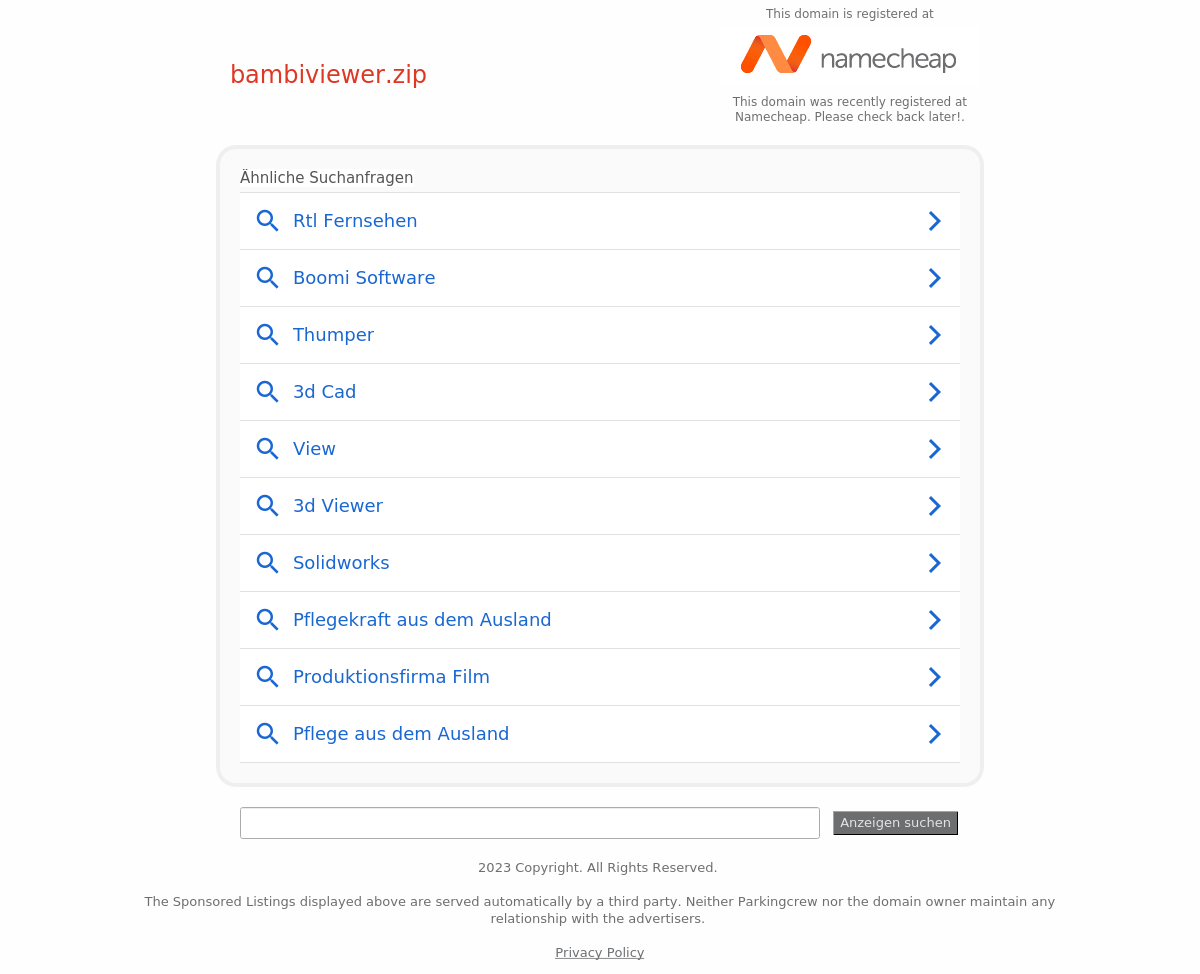 This domain is registered at
bambiviewer.zip
namecheap
This domain was recently registered at
Namecheap. Please check back later!.
Ähnliche Suchanfragen
Rtl Fernsehen
Boomi Software
Thumper
3d Cad
View
3d Viewer
Solidworks
Pflegekraft aus dem Ausland
Produktionsfirma Film
Pflege aus dem Ausland
Anzeigen suchen
2023 Copyright. All Rights Reserved.
The Sponsored Listings displayed above are served automatically by a third party. Neither Parkingcrew nor the domain owner maintain any
relationship with the advertisers.
Privacy Policy